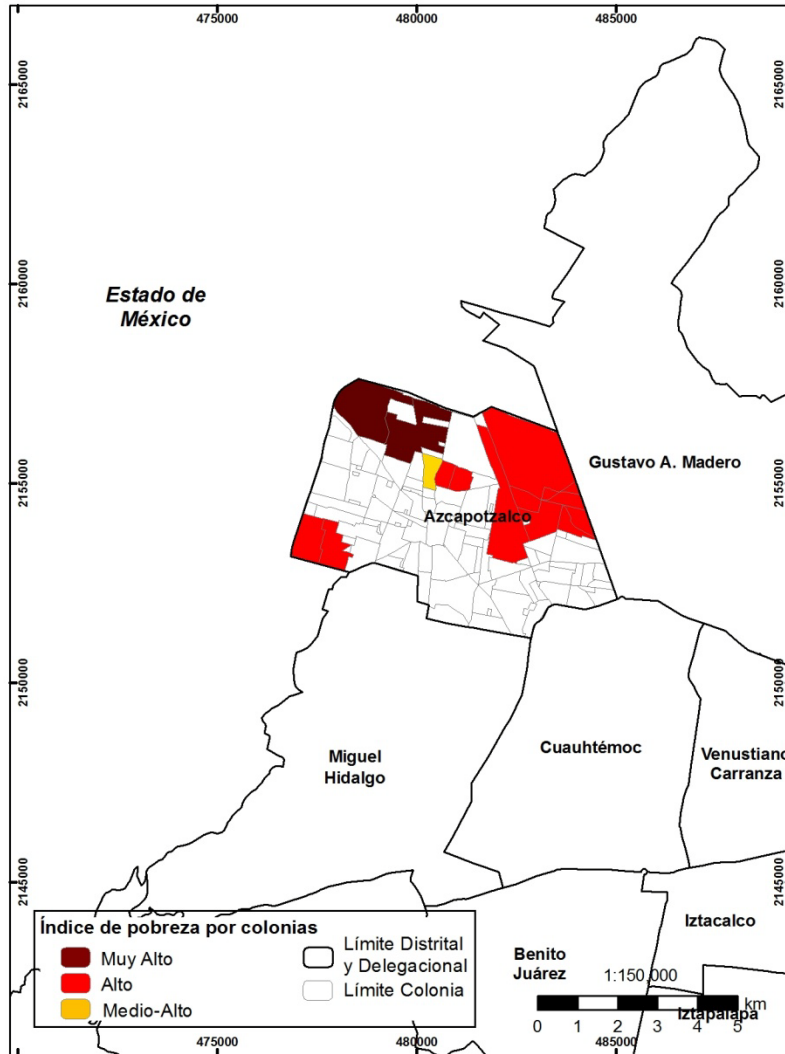 475000 480000 485000
2165000 2165000
2160000 2160000
Estado de
México
2155000 2155000
Gustavo A. Madero
Azcapotzalco
2150000 2150000
Miguel
Hidalgo
Cuauhtémoc
Venustiano
Carranza
2145000 2145000
Índice de pobreza por colonias
Muy Alto
Alto
Medio-Alto
Límite Distrital
y Delegacional
Límite Colonia
Iztacalco
Benito
Juárez
1:150,000
km
Iztapalapa
0 1 2 3 4 5
475000 480000 485000